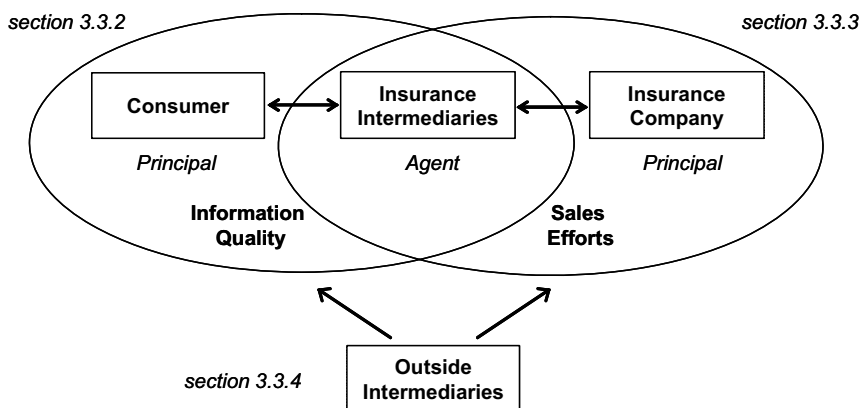 section 3.3.2
section 3.3.3
Consumer
Insurance
Intermediaries
Insurance
Company
Principal
Agent
Principal
Information
Quality
Sales
Efforts
section 3.3.4
Outside
Intermediaries